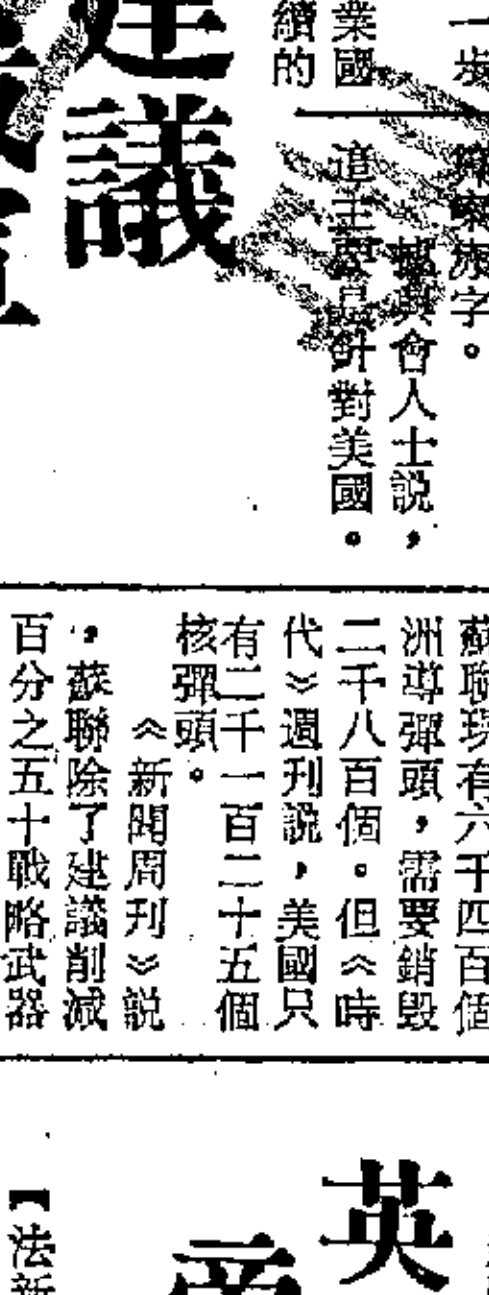 一步
業國
續的
字。
與會人士說，
針對美國。
建議
蘇聯現有六千四百個
洲導彈頭，需要銷毀
二千八百個。但《時
代》週刊說，美國只
有二千一百二十五個
核彈頭。
《新聞周刊》說
，蘇聯除了建議削減
百分之五十戰略武器
英
【法新